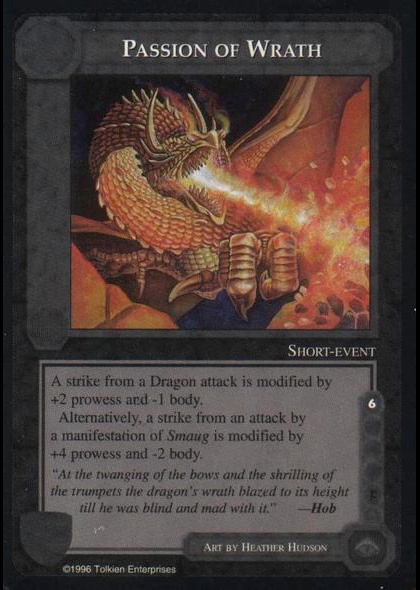 PASSION OF WRATH
SHORT-EVENT
A strike from a Dragon attack is modified by
+2 prowess and -1 body.
Alternatively, a strike from an attack by
a manifestation of Smaug is modified by
+4 prowess and -2 body.
6
"At the twanging of the bows and the shrilling of
the trumpets the dragon's wrath blazed to its height
till he was blind and mad with it." —Hob
ART BY HEATHER HUDSON
©1996 Tolkien Enterprises